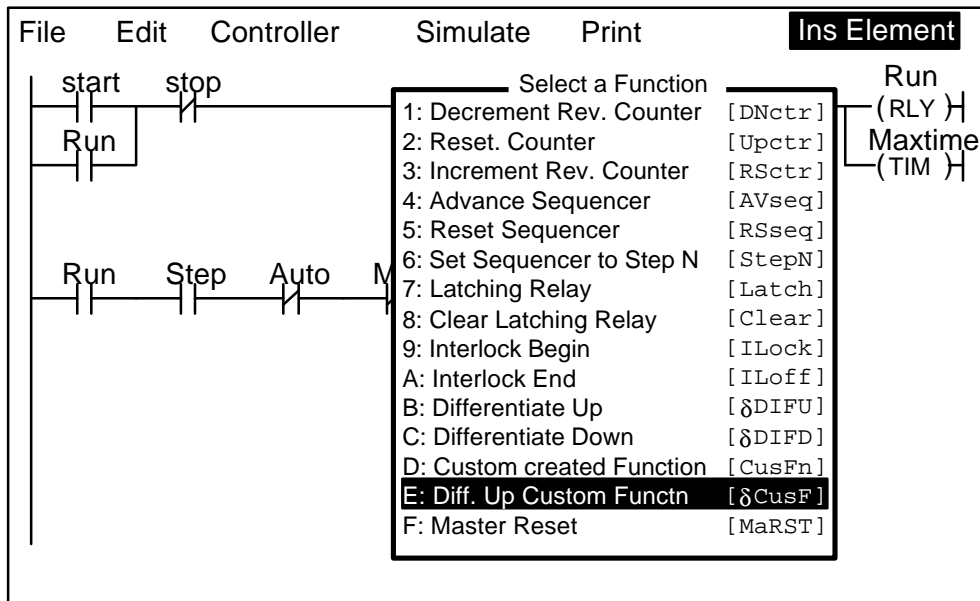 File Edit Controller Simulate Print Ins Element
start stop
Run
Select a Function
1: Decrement Rev. Counter [DNctr]
2: Reset. Counter [Upctr]
3: Increment Rev. Counter [RSctr]
4: Advance Sequencer [AVseq]
5: Reset Sequencer [RSseq]
6: Set Sequencer to Step N [StepN]
7: Latching Relay [Latch]
8: Clear Latching Relay [Clear]
9: Interlock Begin [ILock]
A: Interlock End [ILoff]
B: Differentiate Up [δDIFU]
C: Differentiate Down [δDIFD]
D: Custom created Function [CusFn]
E: Diff. Up Custom Functn [δCusF]
F: Master Reset [MaRST]
Run
(RLY )
Maxtime
(TIM )
Run Step Auto M